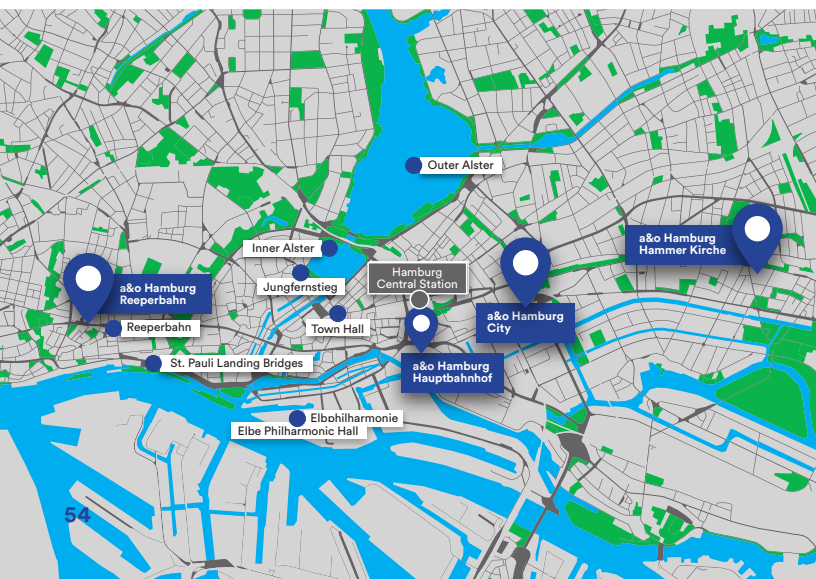 Outer Alster
a&o Hamburg
Hammer Kirche
Inner Alster
Hamburg
Central Station
Jungfernstieg
a&o Hamburg
Reeperbahn
a&o Hamburg
City
Reeperbahn
Town Hall
St. Pauli Landing Bridges
a&o Hamburg
Hauptbahnhof
Elbphilharmonie
Elbe Philharmonic Hall
54